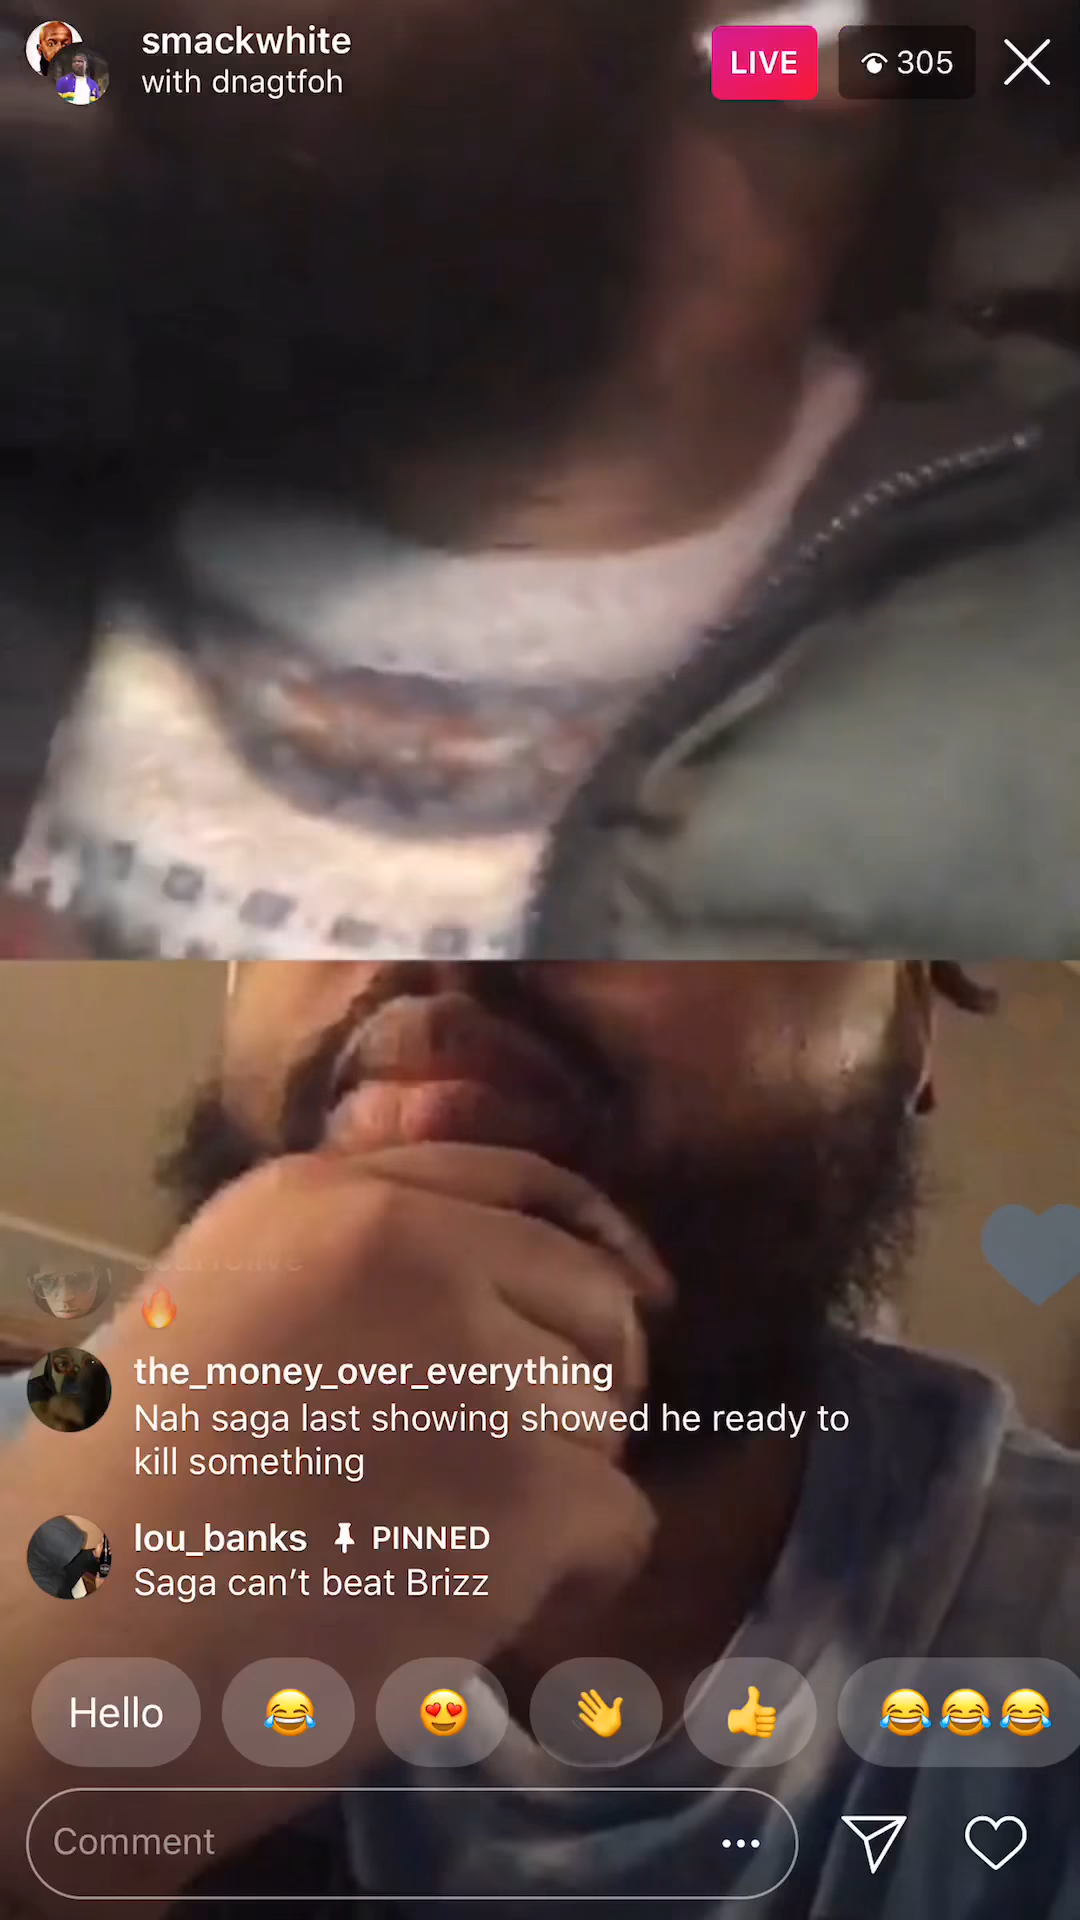 smackwhite
with dnagtfoh
LIVE
305
the_money_over_everything
Nah saga last showing showed he ready to
kill something
lou_banks PINNED
Saga can’t beat Brizz
Hello
Comment